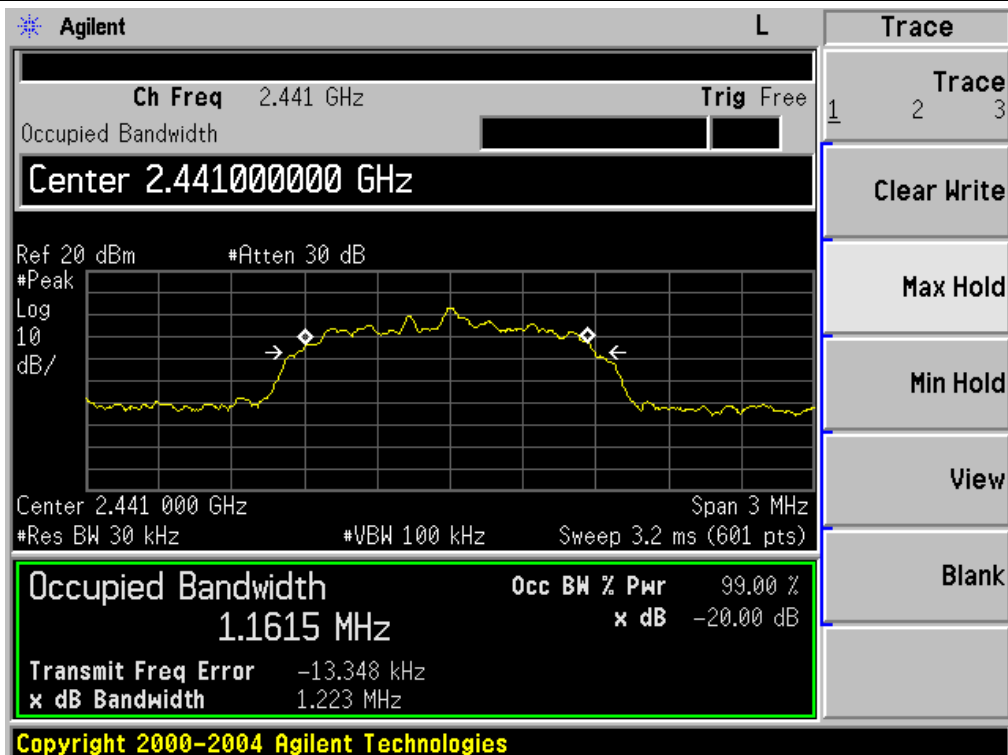 Agilent L Trace
Ch Freq 2.441 GHz Trig Free
Occupied Bandwidth
Center 2.441000000 GHz
Ref 20 dBm #Atten 30 dB
#Peak
Log
10
dB/
Center 2.441 000 GHz Span 3 MHz
#Res BW 30 kHz #VBW 100 kHz Sweep 3.2 ms (601 pts)
Occupied Bandwidth Occ BW % Pwr 99.00 %
1.1615 MHz x dB -20.00 dB
Transmit Freq Error -13.348 kHz
x dB Bandwidth 1.223 MHz
Copyright 2000-2004 Agilent Technologies
Trace
1 2 3
Clear Write
Max Hold
Min Hold
View
Blank